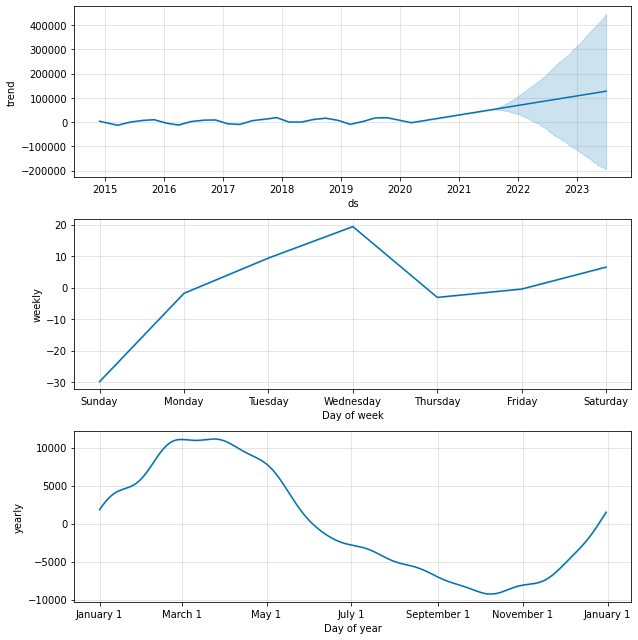 400000
300000
200000
100000
0
−100000
−200000
trend
2015 2016 2017 2018 2019 2020 2021 2022 2023
ds
20
10
0
−10
−20
−30
weekly
Sunday Monday Tuesday Wednesday Thursday Friday Saturday
Day of week
10000
5000
0
−5000
−10000
yearly
January 1 March 1 May 1 July 1 September 1 November 1 January 1
Day of year